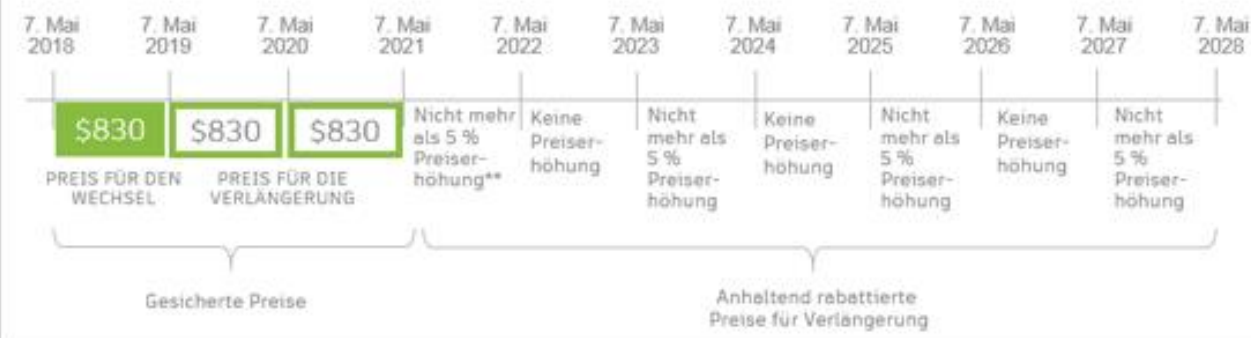 7. Mai 7. Mai 7. Mai 7. Mai 7. Mai 7. Mai 7. Mai 7. Mai 7. Mai 7. Mai 7. Mai
2018 2019 2020 2021 2022 2023 2024 2025 2026 2027 2028
$830 $830 $830
PREIS FÜR DEN
WECHSEL
PREIS FÜR DIE
VERLÄNGERUNG
Nicht mehr
als 5 %
Preiser-
höhung**
Keine
Preiser-
höhung
Nicht
mehr als
5 %
Preiser-
höhung
Keine
Preiser-
höhung
Nicht
mehr als
5 %
Preiser-
höhung
Keine
Preiser-
höhung
Nicht
mehr als
5 %
Preiser-
höhung
Gesicherte Preise
Anhaltend rabattierte
Preise für Verlängerung